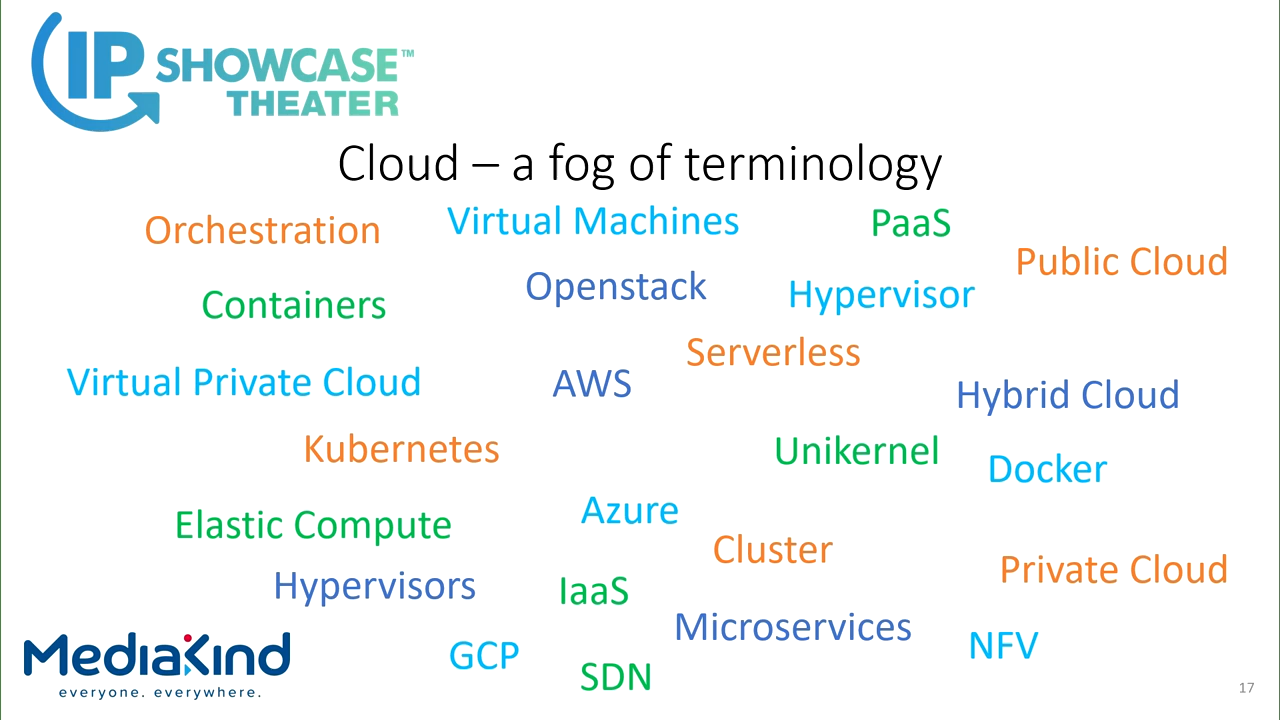 IP SHOWCASE™
THEATER
Cloud – a fog of terminology
Orchestration
Virtual Machines
PaaS
Public Cloud
Containers
Openstack
Hypervisor
Serverless
Virtual Private Cloud
AWS
Hybrid Cloud
Kubernetes
Unikernel
Docker
Elastic Compute
Azure
Cluster
Private Cloud
Hypervisors
IaaS
Microservices
NFV
GCP
SDN
MediaKind
everyone. everywhere.
17